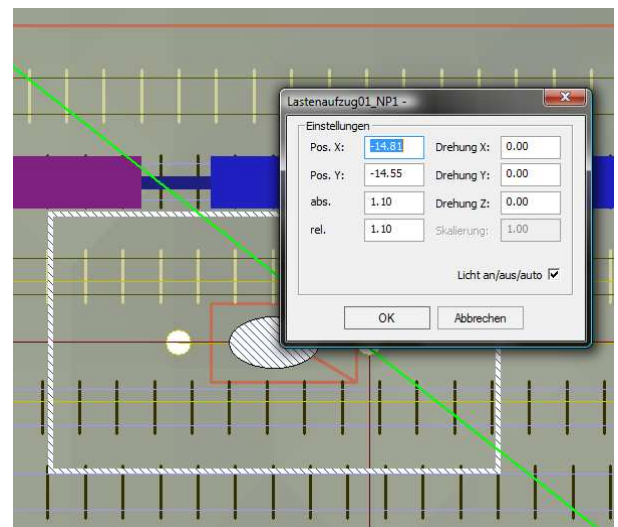 Lastenaufzug01_NP1 -
Einstellungen
Pos. X: -14.81 Drehung X: 0.00
Pos. Y: -14.55 Drehung Y: 0.00
abs. 1.10 Drehung Z: 0.00
rel. 1.10 Skalierung: 1.00
Licht an/aus/auto
OK Abbrechen